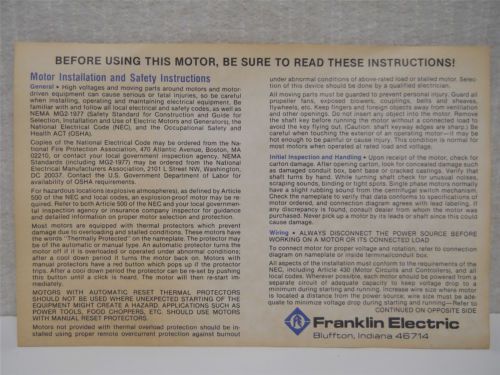 BEFORE USING THIS MOTOR, BE SURE TO READ THESE INSTRUCTIONS!
Motor Installation and Safety Instructions
General • High voltages and moving parts around motors and motor-
driven equipment can cause serious or fatal injuries, so be careful
when installing, operating and maintaining electrical equipment. Be
familiar with and follow all local electrical and safety codes, as well as
NEMA MG2-1977 (Safety Standard for Construction and Guide for
Selection, Installation and Use of Electric Motors and Generators), the
National Electrical Code (NEC), and the Occupational Safety and
Health ACT (OSHA).
Copies of the National Electrical Code may be ordered from the Na-
tional Fire Protection Association, 470 Atlantic Avenue, Boston, MA
02210, or contact your local government inspection agency. NEMA
Standards (including MG2-1977) may be ordered from the National
Electrical Manufacturers Association, 2101 L Street NW, Washington,
DC 20037. Contact the U.S. Government Department of Labor for
availability of OSHA requirements.
For hazardous locations (explosive atmospheres), as defined by Article
500 of the NEC and local codes, an explosion-proof motor may be re-
quired. Refer to both Article 500 of the NEC and your local govern-
tal inspection agency or insurance company inspector for guidance
and detailed information on proper motor selection and protection.
Most motors are equipped with thermal protectors which prevent
damage due to overloading and stalled conditions. These motors have
the words "Thermally Protected" on the nameplate. The protector may
be of the automatic or manual type. An automatic protector turns the
motor off if it is overloaded or operated in a stalled condition, then
after a cool down period it turns the motor back on. Motors with
manual protectors have a red button which pops up if the protector
trips. After a cool down period the protector can be re-set by pushing
this button until a click is heard. The motor will then re-start im-
mediately.
MOTORS WITH AUTOMATIC RESET THERMAL PROTECTORS
SHOULD NOT BE USED WHERE UNEXPECTED STARTING OF THE
EQUIPMENT MIGHT CREATE A HAZARD. APPLICATIONS SUCH AS
POWER TOOLS, FOOD CHOPPERS, ETC. SHOULD USE MOTORS
WITH MANUAL RESET PROTECTORS.
Motors not provided with thermal overload protection should be in-
stalled using proper remote overcurrent protection against burnout
under abnormal conditions of above-rated load or stalled motor. Selec-
tion of this device should be done by a qualified electrician.
All moving parts must be guarded to prevent personal injury. Guard all
propeller fans, exposed blowers, couplings, belts and sheaves,
flywheels, etc. Keep fingers and foreign objects away from ventilation
and other openings. Do not insert any object into the motor. Remove
the shaft key before running the motor without a connected load to
avoid the key flying out. (Caution: shaft keyway edges are sharp.) Be
careful when touching the exterior of an operating motor—it may be
hot enough to be painful or cause injury. This condition is normal for
most motors when operated at rated load and voltage.
Initial Inspection and Handling • Upon receipt of the motor, check for
carton damage. After opening carton, look for concealed damage such
as damaged conduit box, bent base or cracked castings. Verify that
shaft turns by hand. While turning shaft check for unusual noises,
scraping sounds, binding or tight spots. Single phase motors normally
have a slight rubbing sound from the centrifugal switch mechanism.
Check the nameplate to verify that data conforms to specifications of
motor ordered, and connection diagram agrees with lead labeling. If
any discrepancy is found, consult dealer from whom the motor was
purchased. Never pick up a motor by its leads or shaft since this could
cause damage.
Wiring • ALWAYS DISCONNECT THE POWER SOURCE BEFORE
WORKING ON A MOTOR OR ITS CONNECTED LOAD
To connect motor for proper voltage and rotation, refer to connection
diagram on nameplate or inside terminal/conduit box.
All aspects of the installation must conform to the requirements of the
NEC, including Article 430 (Motor Circuits and Controllers), and all
local codes. Wherever possible, each motor should be powered from a
separate circuit of adequate capacity to keep voltage drop to a
minimum during starting and running. Increase wire size where motor
is located a distance from the power source, wire size must be ade-
quate to minimize voltage drop during starting and running—Refer to
CONTINUED ON OPPOSITE SIDE
Franklin Electric
Bluffton, Indiana 46714